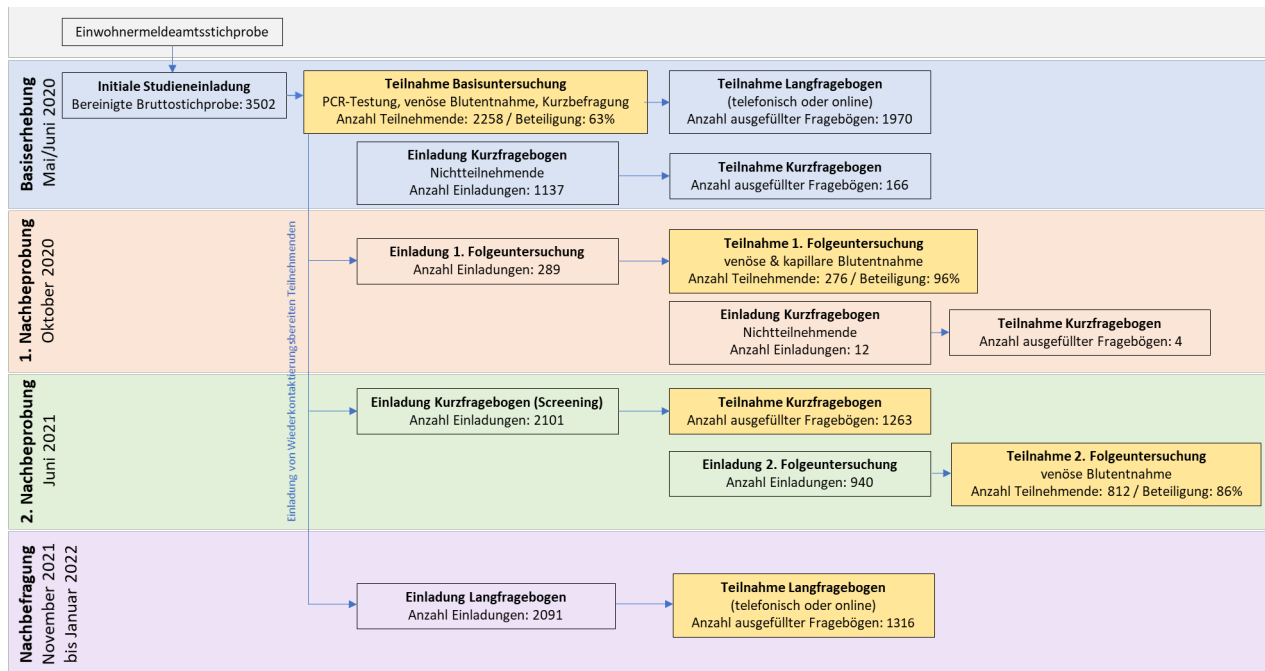 Einwohnermeldeamtsstichprobe
Basiserhebung
Mai/Juni 2020
Initiale Studieneinladung
Bereinigte Bruttostichprobe: 3502
Teilnahme Basisuntersuchung
PCR-Testung, venöse Blutentnahme, Kurzbefragung
Anzahl Teilnehmende: 2258 / Beteiligung: 63%
Teilnahme Langfragebogen
(telefonisch oder online)
Anzahl ausgefüllter Fragebögen: 1970
Einladung Kurzfragebogen
Nichtteilnehmende
Anzahl Einladungen: 1137
Teilnahme Kurzfragebogen
Anzahl ausgefüllter Fragebögen: 166
Einladung von Wiederkontaktierungsbereiten Teilnehmenden
1. Nachbeprobung
Oktober 2020
Einladung 1. Folgeuntersuchung
Anzahl Einladungen: 289
Teilnahme 1. Folgeuntersuchung
venöse & kapillare Blutentnahme
Anzahl Teilnehmende: 276 / Beteiligung: 96%
Einladung Kurzfragebogen
Nichtteilnehmende
Anzahl Einladungen: 12
Teilnahme Kurzfragebogen
Anzahl ausgefüllter Fragebögen: 4
2. Nachbeprobung
Juni 2021
Einladung Kurzfragebogen (Screening)
Anzahl Einladungen: 2101
Teilnahme Kurzfragebogen
Anzahl ausgefüllter Fragebögen: 1263
Einladung 2. Folgeuntersuchung
Anzahl Einladungen: 940
Teilnahme 2. Folgeuntersuchung
venöse Blutentnahme
Anzahl Teilnehmende: 812 / Beteiligung: 86%
Nachbefragung
November 2021
bis Januar 2022
Einladung Langfragebogen
Anzahl Einladungen: 2091
Teilnahme Langfragebogen
(telefonisch oder online)
Anzahl ausgefüllter Fragebögen: 1316